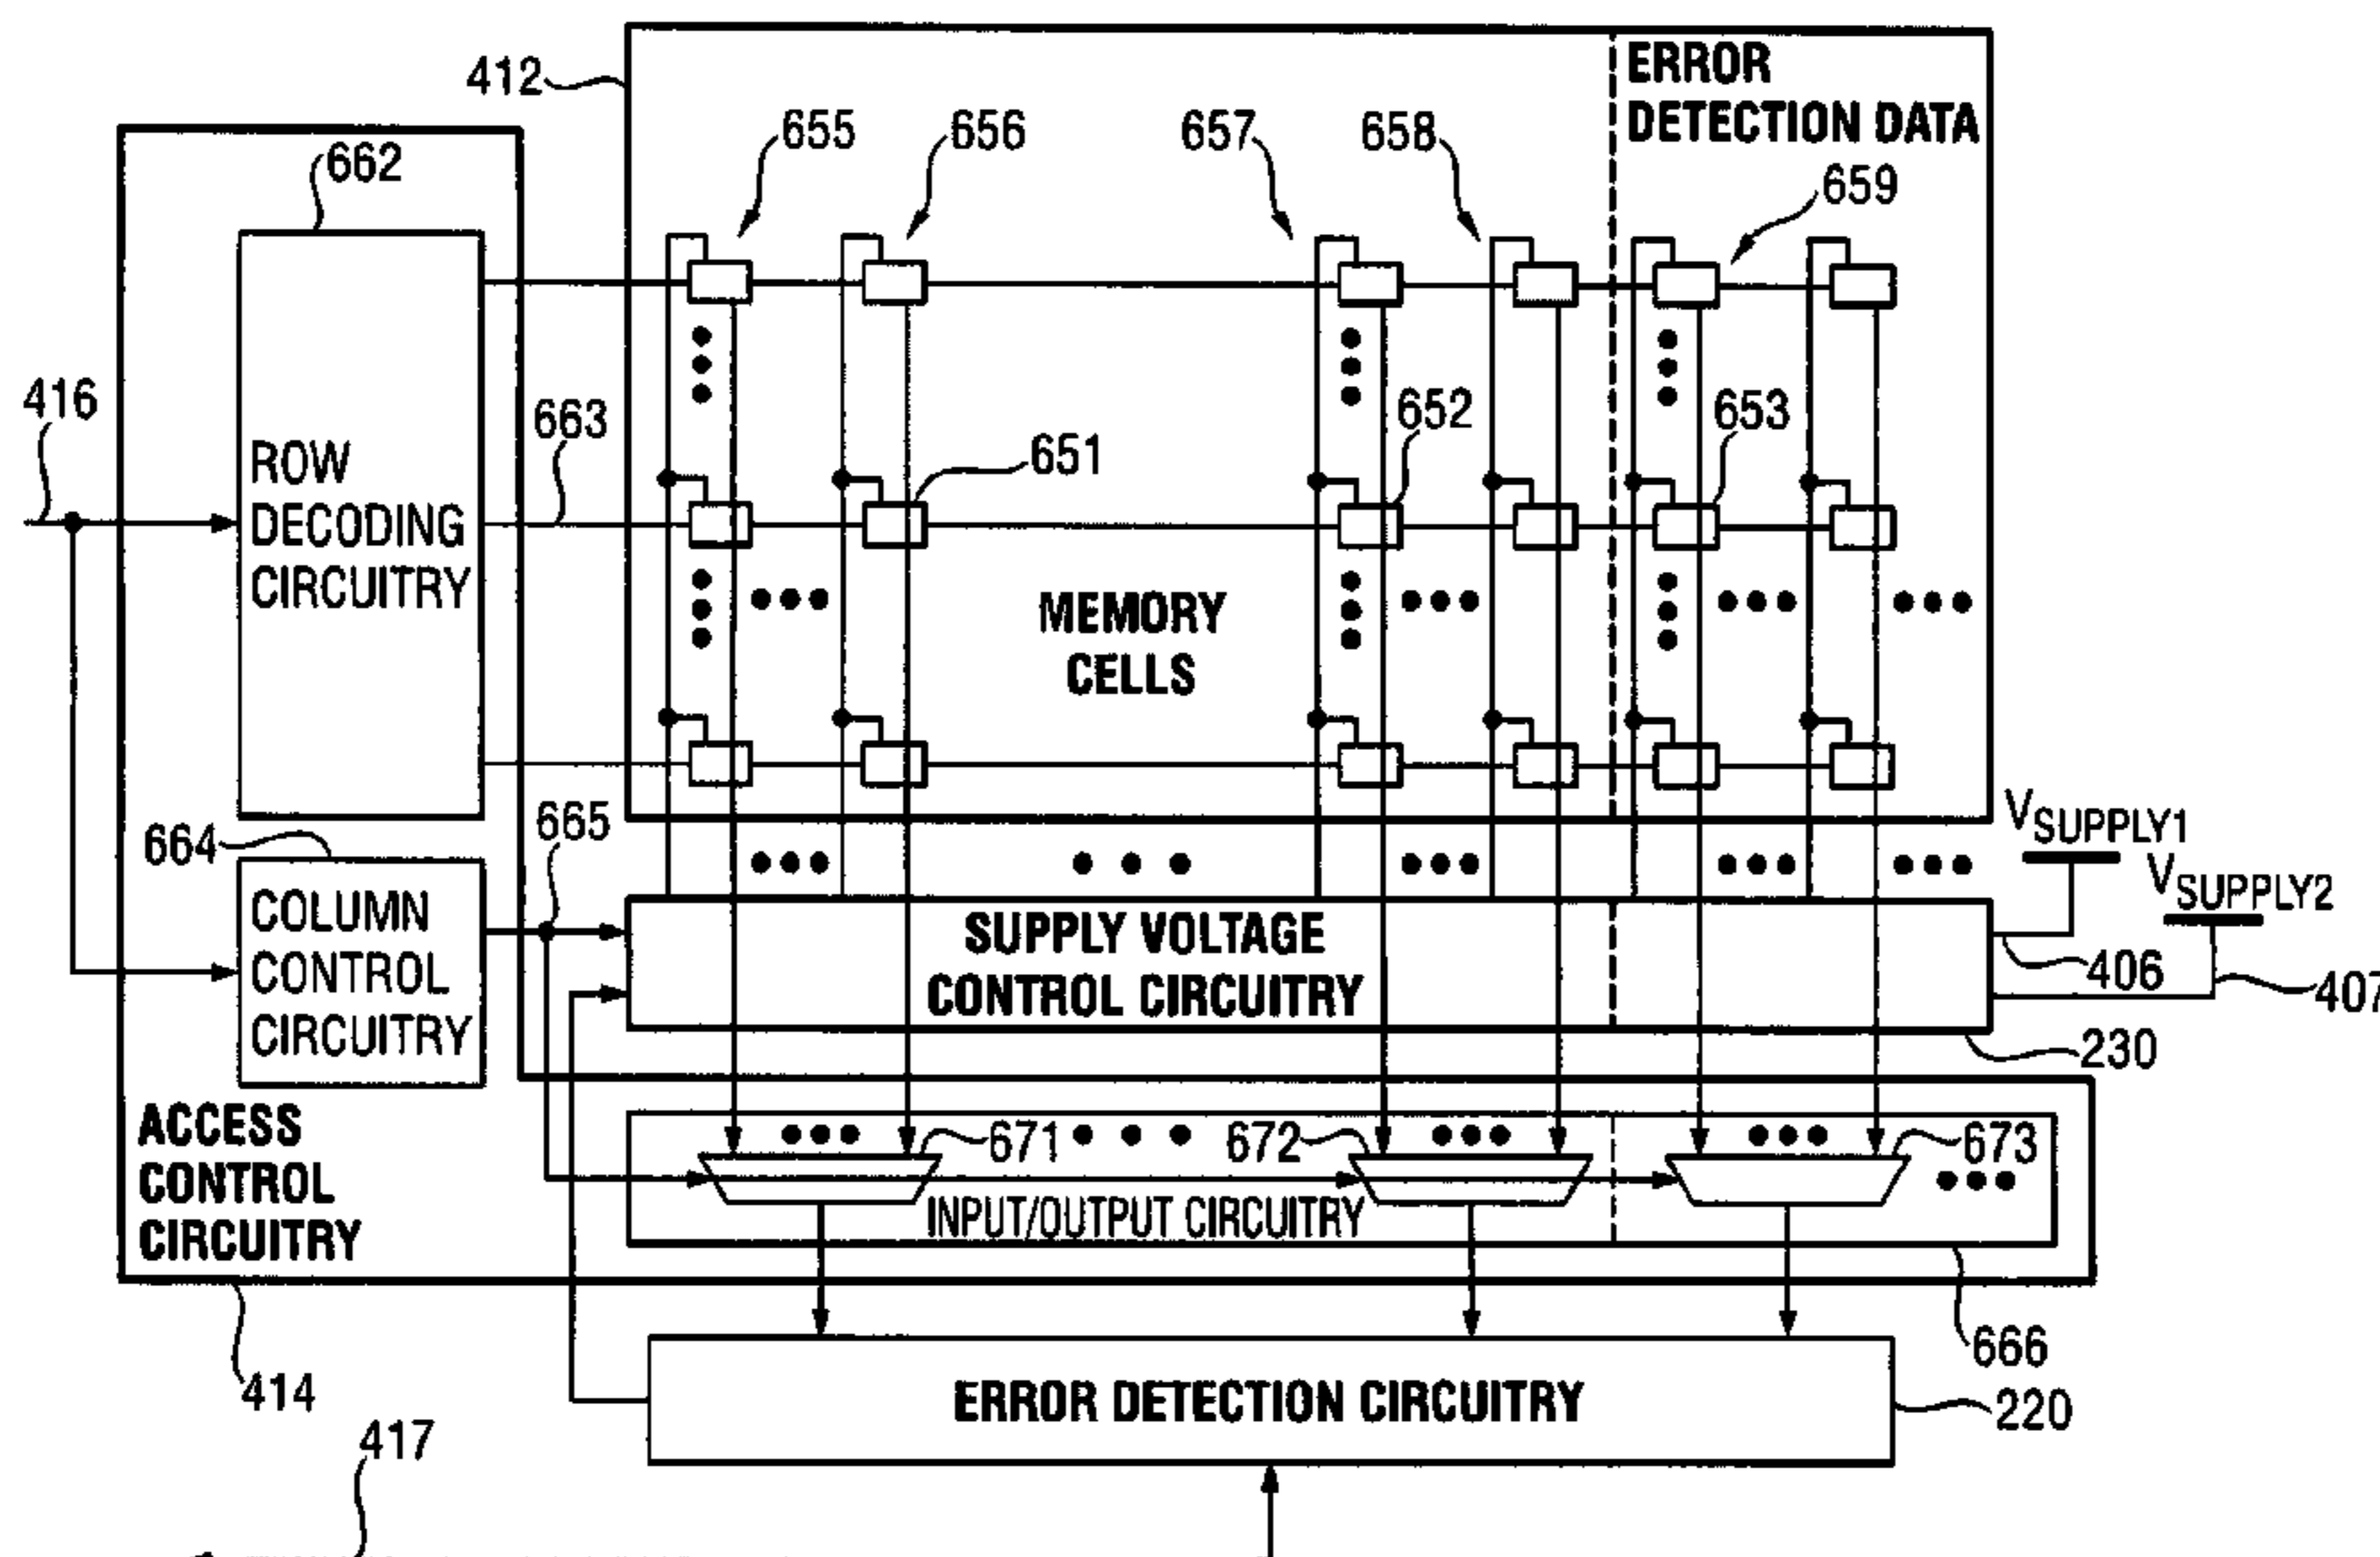 412
ERROR
DETECTION DATA
655
656
657
658
659
662
416
663
651
652
653
ROW
DECODING
CIRCUITRY
MEMORY
CELLS
664
665
VSUPPLY1
VSUPPLY2
COLUMN
CONTROL
CIRCUITRY
SUPPLY VOLTAGE
CONTROL CIRCUITRY
406
407
230
ACCESS
CONTROL
CIRCUITRY
671
672
673
INPUT/OUTPUT CIRCUITRY
666
414
ERROR DETECTION CIRCUITRY
220
417